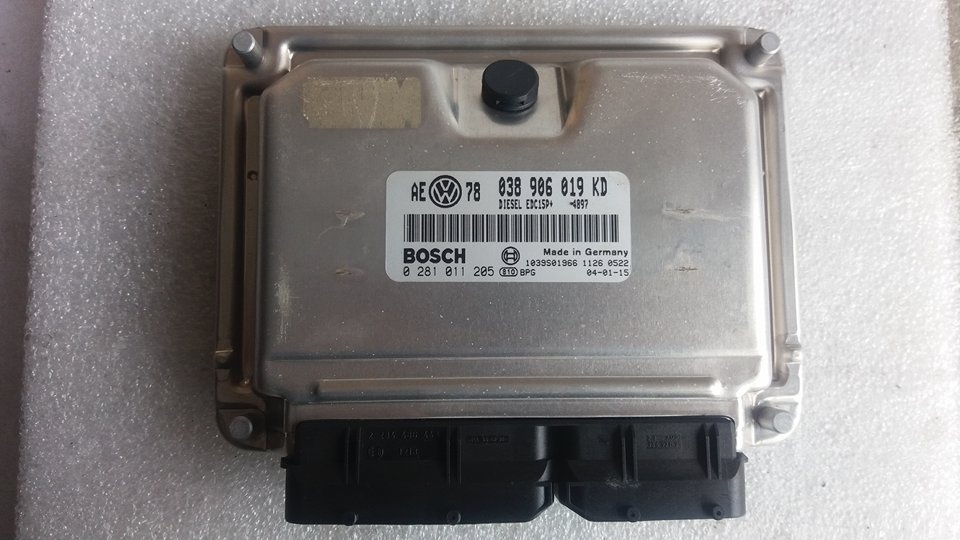 AE 78 038 906 019 KD
DIESEL EDC15P+ -4897
BOSCH Made in Germany
1039S01966 1126 0522
0 281 011 205 810 BPG 04-01-15